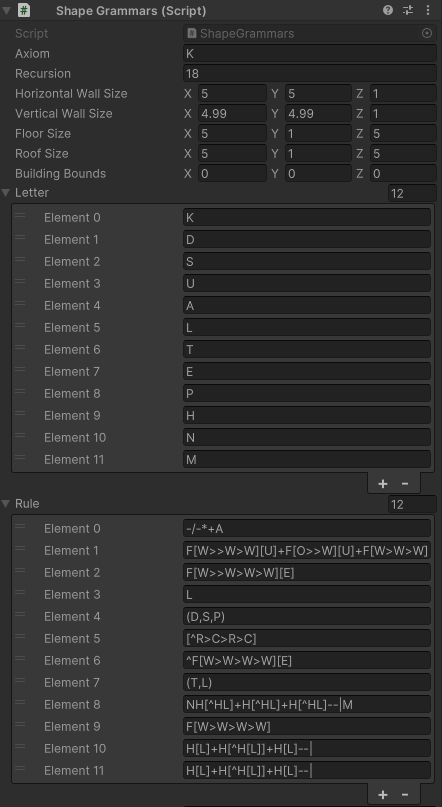 Shape Grammars (Script)
Script ShapeGrammars
Axiom K
Recursion 18
Horizontal Wall Size X 5 Y 5 Z 1
Vertical Wall Size X 4.99 Y 4.99 Z 1
Floor Size X 5 Y 1 Z 5
Roof Size X 5 Y 1 Z 5
Building Bounds X 0 Y 0 Z 0
Letter 12
Element 0 K
Element 1 D
Element 2 S
Element 3 U
Element 4 A
Element 5 L
Element 6 T
Element 7 E
Element 8 P
Element 9 H
Element 10 N
Element 11 M
+ -
Rule 12
Element 0 -/-*+A
Element 1 F[W>>W>W][U]+F[O>>W][U]+F[W>W>W]
Element 2 F[W>>W>W>W][E]
Element 3 L
Element 4 (D,S,P)
Element 5 [^R>C>R>C]
Element 6 ^F[W>W>W>W][E]
Element 7 (T,L)
Element 8 NH[^HL]+H[^HL]+H[^HL]--|M
Element 9 F[W>W>W>W]
Element 10 H[L]+H[^H[L]]+H[L]--|
Element 11 H[L]+H[^H[L]]+H[L]--|
+ -